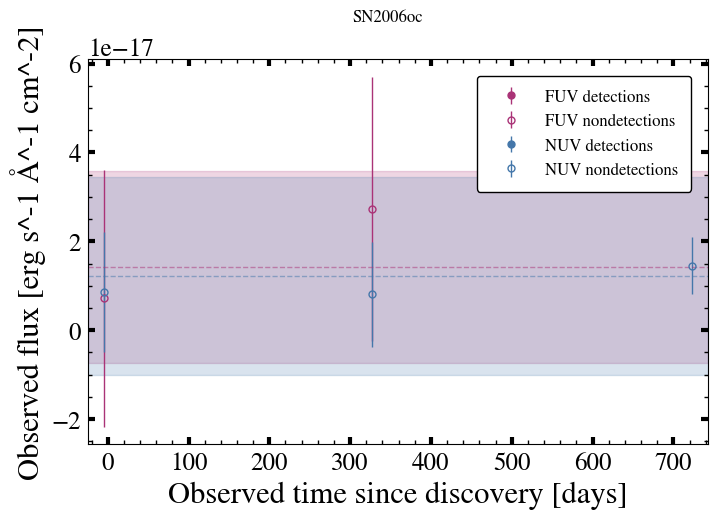 SN2006oc
1e−17
6
4
2
0
−2
Observed flux [erg s^-1 Å^-1 cm^-2]
FUV detections
FUV nondetections
NUV detections
NUV nondetections
0 100 200 300 400 500 600 700
Observed time since discovery [days]